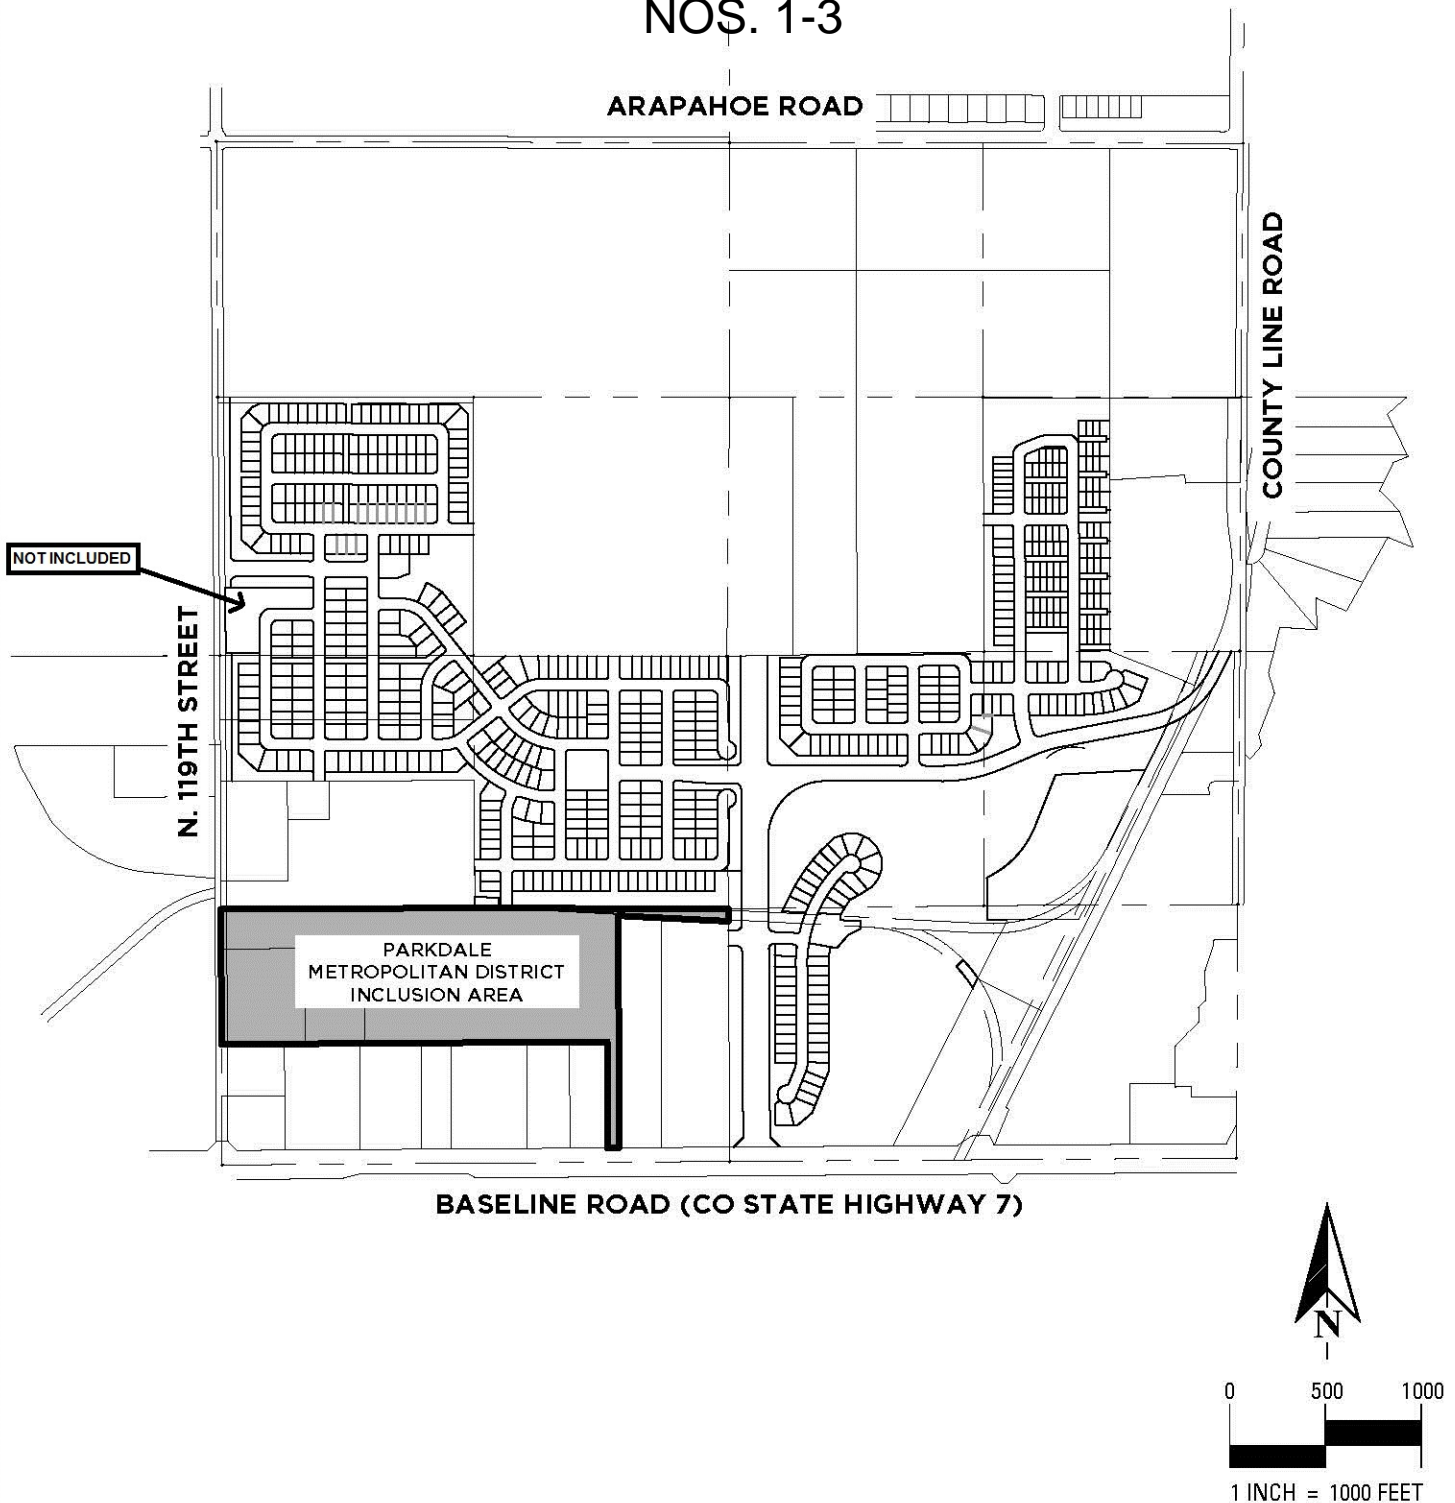 NOS. 1-3
ARAPAHOE ROAD
COUNTY LINE ROAD
NOT INCLUDED
N. 119TH STREET
PARKDALE
METROPOLITAN DISTRICT
INCLUSION AREA
BASELINE ROAD (CO STATE HIGHWAY 7)
N
0 500 1000
1 INCH = 1000 FEET